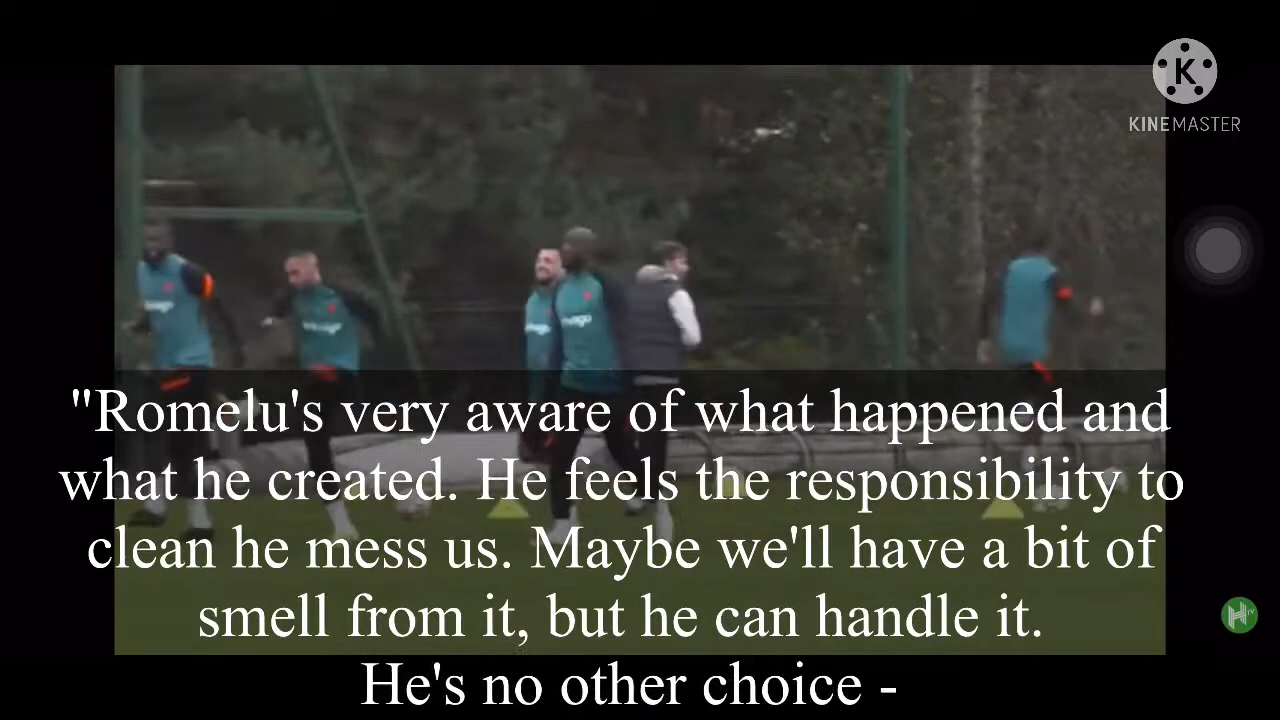 KINEMASTER
"Romelu's very aware of what happened and
what he created. He feels the responsibility to
clean he mess us. Maybe we'll have a bit of
smell from it, but he can handle it.
He's no other choice -